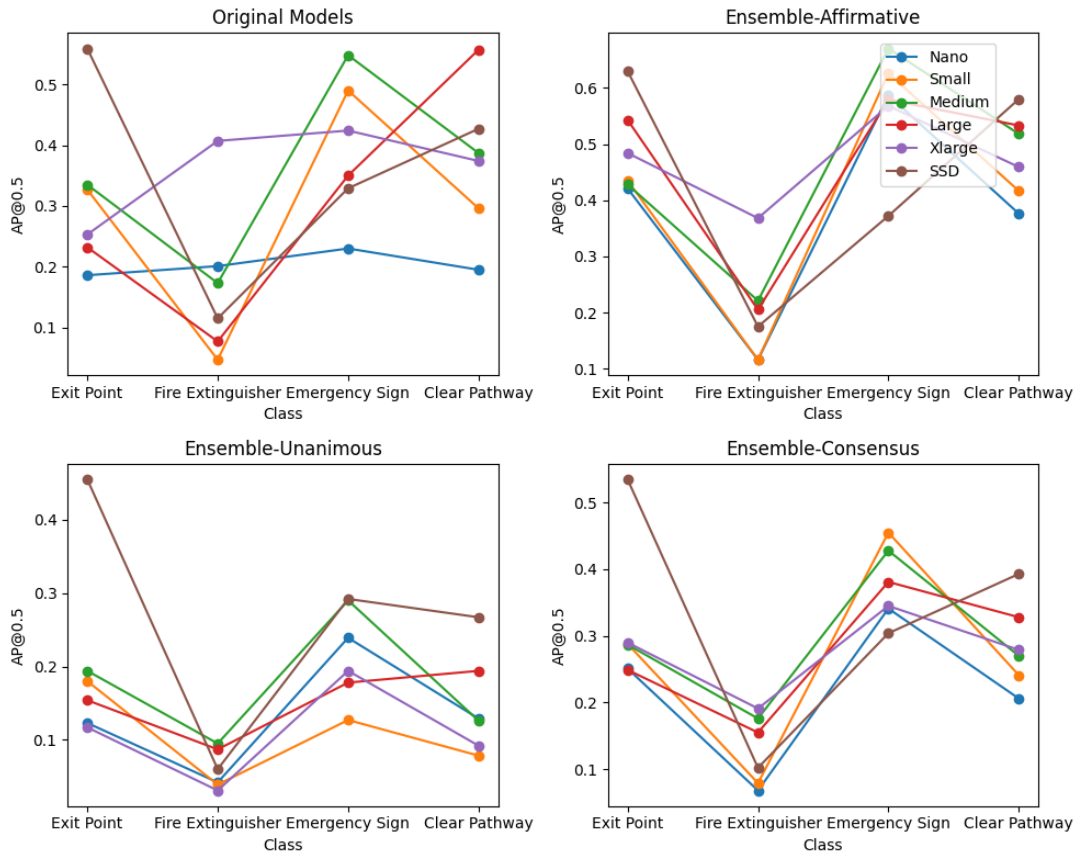 Original Models
AP@0.5
0.5
0.4
0.3
0.2
0.1
Exit Point Fire Extinguisher Emergency Sign Clear Pathway
Class
Ensemble-Affirmative
AP@0.5
0.6
0.5
0.4
0.3
0.2
0.1
Nano
Small
Medium
Large
Xlarge
SSD
Exit Point Fire Extinguisher Emergency Sign Clear Pathway
Class
Ensemble-Unanimous
AP@0.5
0.4
0.3
0.2
0.1
Exit Point Fire Extinguisher Emergency Sign Clear Pathway
Class
Ensemble-Consensus
AP@0.5
0.5
0.4
0.3
0.2
0.1
Exit Point Fire Extinguisher Emergency Sign Clear Pathway
Class